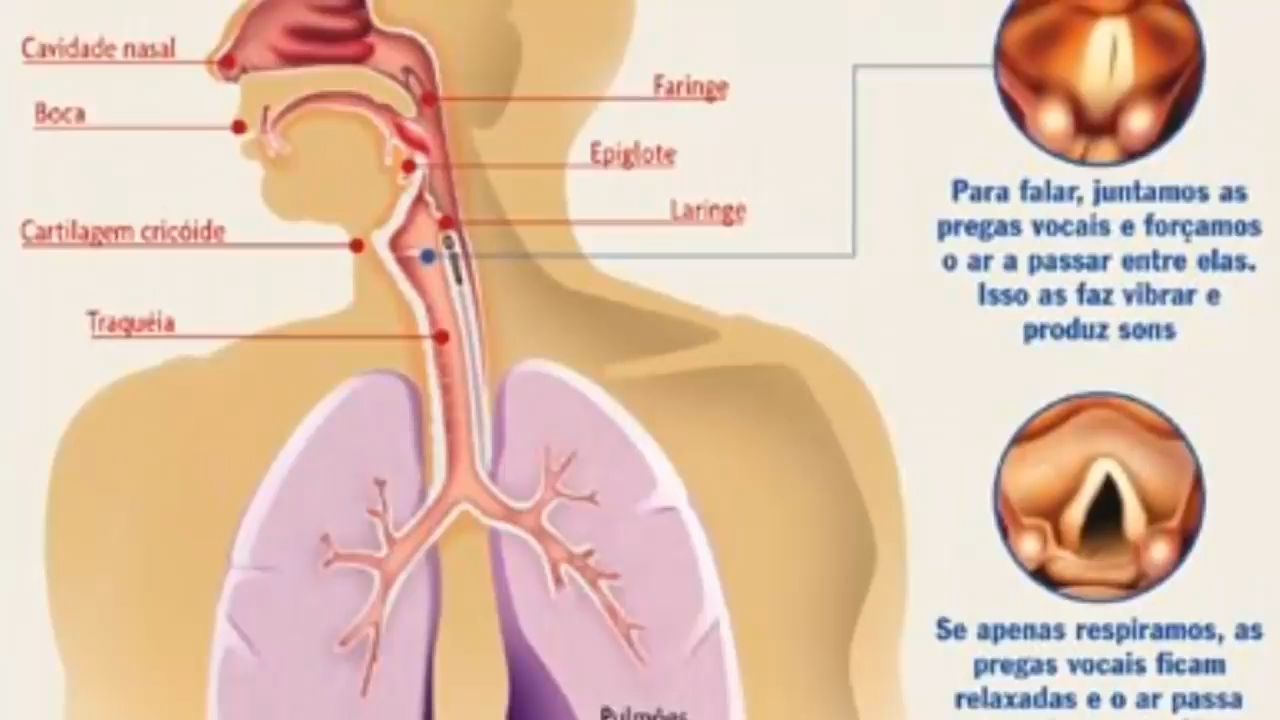 Cavidade nasal
Boca
Cartilagem cricóide
Traquéia
Faringe
Epiglote
Laringe
Pulmões
Para falar, juntamos as
pregas vocais e forçamos
o ar a passar entre elas.
Isso as faz vibrar e
produz sons
Se apenas respiramos, as
pregas vocais ficam
relaxadas e o ar passa